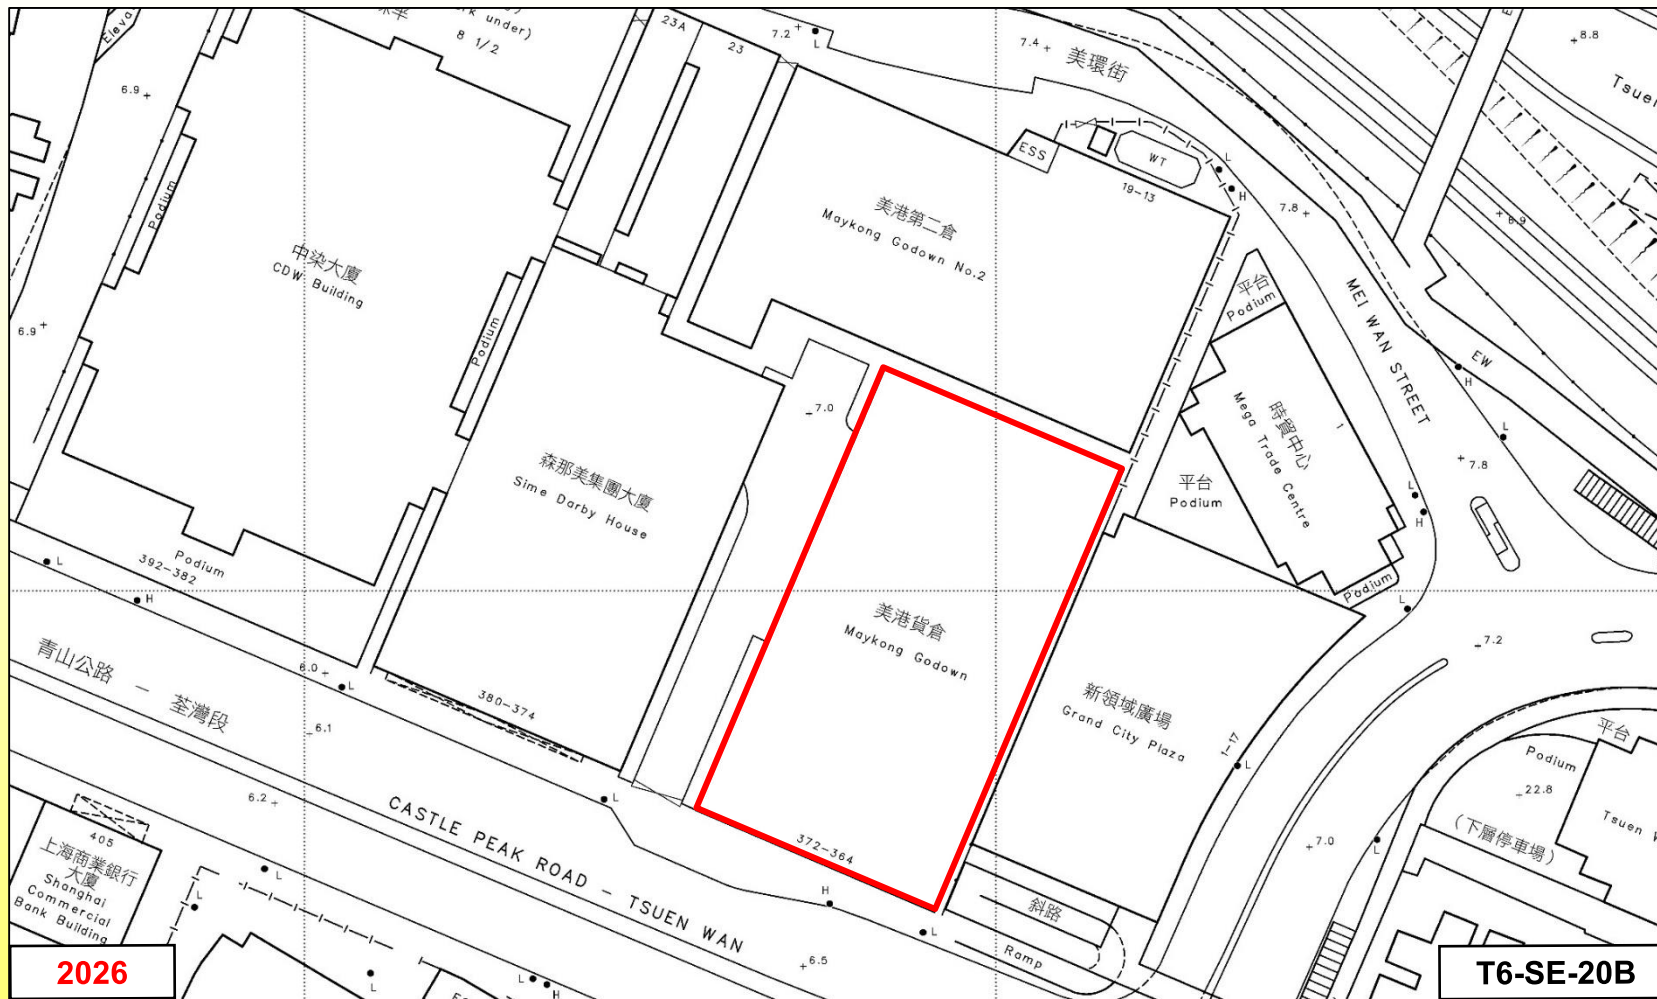 under)
8 1/2
23A
23
7.2
L
7.4
美環街
8.8
6.9
ESS
WT
L
H
19-13
7.8
6.9
Podium
中染大廈
CDW Building
美港第二倉
Maykong Godown No.2
平台
Podium
MEI WAN STREET
6.9
Podium
EW
H
7.0
時貿中心
Mega Trade Centre
1
L
7.8
森那美集團大廈
Sime Darby House
平台
Podium
L
H
Podium
392-382
L
H
Podium
L
美港貨倉
Maykong Godown
7.2
青山公路 － 荃灣段
6.0
L
380-374
6.1
新領域廣場
Grand City Plaza
1-17
L
平台
Podium
22.8
(下層停車場)
6.2
L
CASTLE PEAK ROAD - TSUEN WAN
372-364
7.0
L
405
上海商業銀行
大廈
Shanghai
Commercial
Bank Building
L
L
H
L
斜路
Ramp
6.5
L
L
H
2026
T6-SE-20B